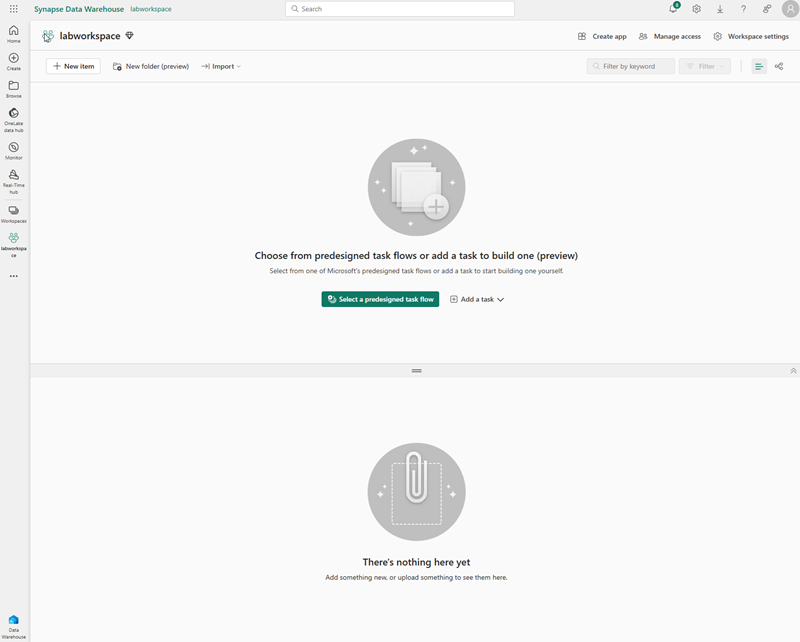 Synapse Data Warehouse labworkspace
Search
8
Home
labworkspace
Create app
Manage access
Workspace settings
Create
New item
New folder (preview)
Import
Filter by keyword
Filter
Browse
OneLake
data hub
Monitor
Real-Time
hub
Workspaces
labworkspa
ce
Choose from predesigned task flows or add a task to build one (preview)
Select from one of Microsoft's predesigned task flows or add a task to start building one yourself.
Select a predesigned task flow
Add a task
There's nothing here yet
Add something new, or upload something to see them here.
Data
Warehouse